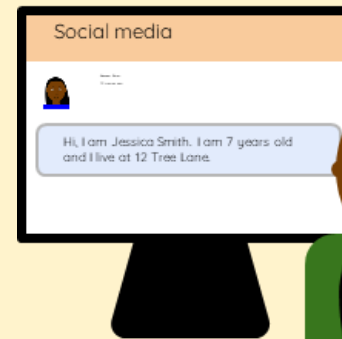 Social media
Hi, I am Jessica Smith. I am 7 years old
and I live at 12 Tree Lane.